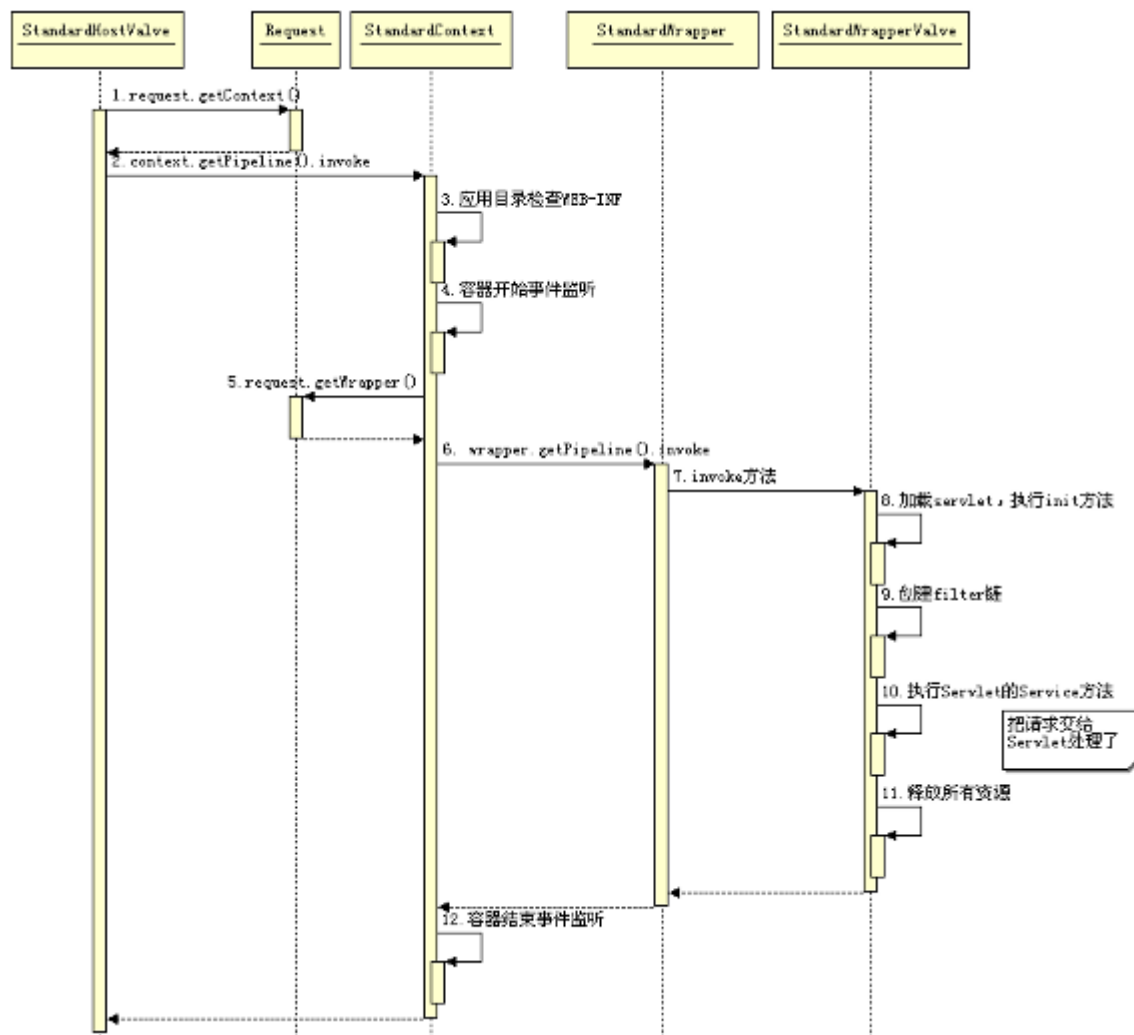 StandardHostValve
Request
StandardContext
StandardWrapper
StandardWrapperValve
1.request.getContext()
2.context.getPipeline().invoke
3.应用目录检查WEB-INF
4.容器开始事件监听
5.request.getWrapper()
6. wrapper.getPipeline().invoke
7.invoke方法
8.加载servlet，执行init方法
9.创建filter链
10.执行Servlet的Service方法
把请求变给
Servlet处理了
11.释放所有资源
12.容器结束事件监听